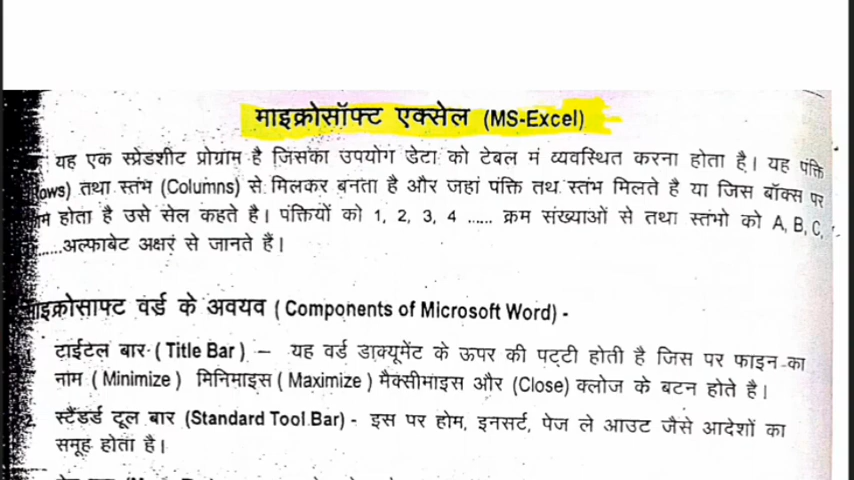 माइक्रोसॉफ्ट एक्सेल (MS-Excel)
यह एक स्प्रेडशीट प्रोग्राम है जिसका उपयोग डेटा को टेबल में व्यवस्थित करना होता है। यह पंक्ति
ows) तथा स्तंभ (Columns) से मिलकर बनता है और जहां पंक्ति तथ स्तंभ मिलते है या जिस बॉक्स पर
होता है उसे सेल कहते है। पंक्तियों को 1, 2, 3, 4 ...... क्रम संख्याओं से तथा स्तंभो को A, B, C,
......अल्फाबेट अक्षर से जानते हैं।
माइक्रोसाफ्ट वर्ड के अवयव ( Components of Microsoft Word) -
टाईटेल बार ( Title Bar ) – यह वर्ड डाक्यूमेंट के ऊपर की पट्टी होती है जिस पर फाइन का
नाम ( Minimize ) मिनिमाइस ( Maximize ) मैक्सीमाइस और (Close) क्लोज के बटन होते है।
2. स्टैंडर्ड टूल बार (Standard Tool Bar) - इस पर होम, इनसर्ट, पेज ले आउट जैसे आदेशों का
समूह होता है।